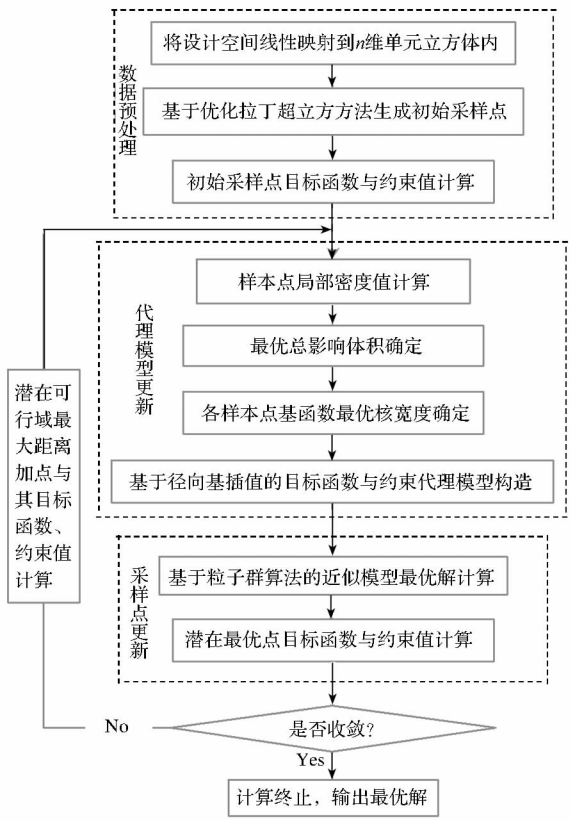 将设计空间线性映射到n维单元立方体内
基于优化拉丁超立方方法生成初始采样点
初始采样点目标函数与约束值计算
数据预处理
样本点局部密度值计算
最优总影响体积确定
各样本点基函数最优核宽度确定
基于径向基插值的目标函数与约束代理模型构造
代理模型更新
潜在可
行域最
大距离
加点与
其目标
函数、
约束值
计算
基于粒子群算法的近似模型最优解计算
潜在最优点目标函数与约束值计算
采样点更新
是否收敛?
No
Yes
计算终止，输出最优解